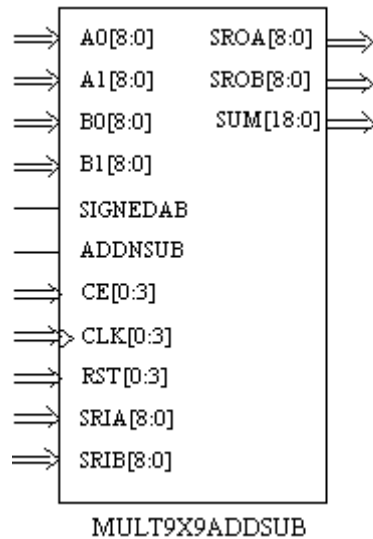 A0[8:0] SROA[8:0]
A1[8:0] SROB[8:0]
B0[8:0] SUM[18:0]
B1[8:0]
SIGNEDAB
ADDNSUB
CE[0:3]
CLK[0:3]
RST[0:3]
SRIA[8:0]
SRIB[8:0]
MULT9X9ADDSUB